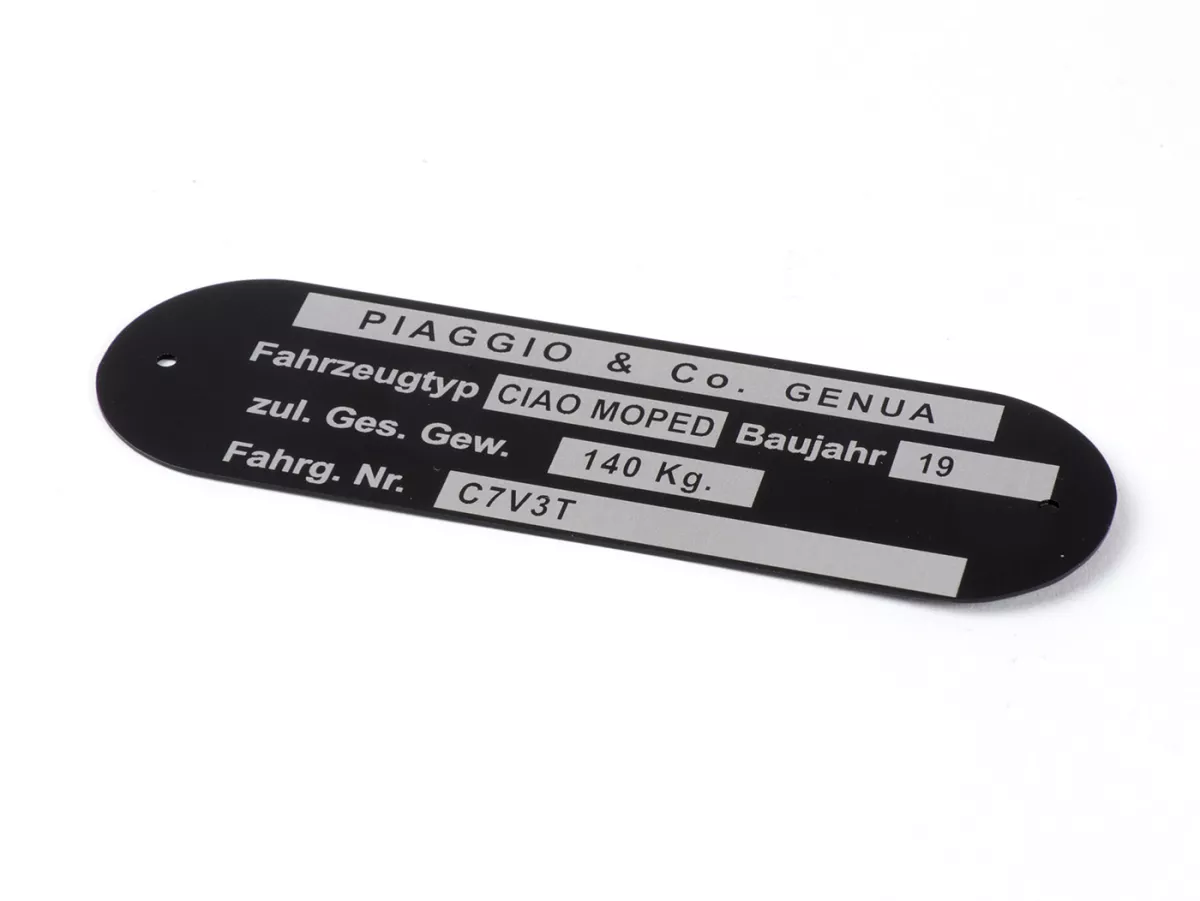 PIAGGIO & Co. GENUA
Fahrzeugtyp CIAO MOPED Baujahr 19
zul. Ges. Gew. 140 Kg.
Fahrg. Nr. C7V3T